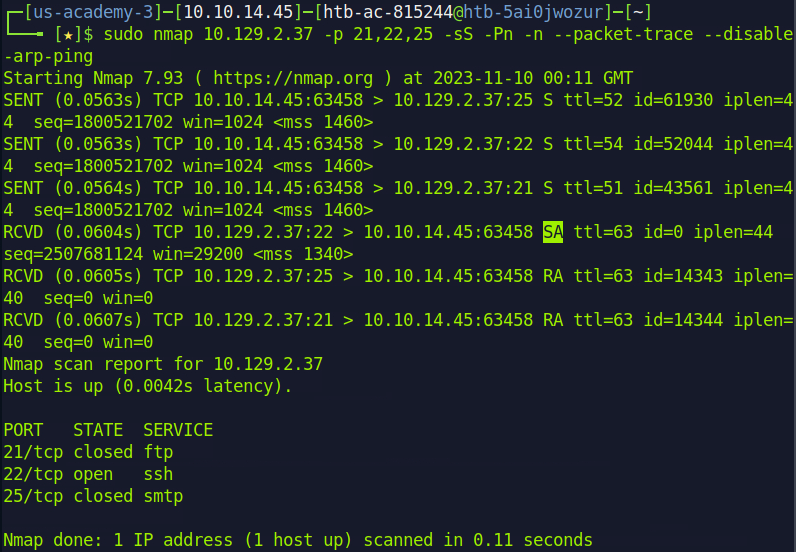 ┌─[us-academy-3]─[10.10.14.45]─[htb-ac-815244@htb-5ai0jwozur]─[~]
└──╼ [★]$ sudo nmap 10.129.2.37 -p 21,22,25 -sS -Pn -n --packet-trace --disable
-arp-ping
Starting Nmap 7.93 ( https://nmap.org ) at 2023-11-10 00:11 GMT
SENT (0.0563s) TCP 10.10.14.45:63458 > 10.129.2.37:25 S ttl=52 id=61930 iplen=4
4  seq=1800521702 win=1024 <mss 1460>
SENT (0.0563s) TCP 10.10.14.45:63458 > 10.129.2.37:22 S ttl=54 id=52044 iplen=4
4  seq=1800521702 win=1024 <mss 1460>
SENT (0.0564s) TCP 10.10.14.45:63458 > 10.129.2.37:21 S ttl=51 id=43561 iplen=4
4  seq=1800521702 win=1024 <mss 1460>
RCVD (0.0604s) TCP 10.129.2.37:22 > 10.10.14.45:63458 SA ttl=63 id=0 iplen=44
seq=2507681124 win=29200 <mss 1340>
RCVD (0.0605s) TCP 10.129.2.37:25 > 10.10.14.45:63458 RA ttl=63 id=14343 iplen=
40  seq=0 win=0
RCVD (0.0607s) TCP 10.129.2.37:21 > 10.10.14.45:63458 RA ttl=63 id=14344 iplen=
40  seq=0 win=0
Nmap scan report for 10.129.2.37
Host is up (0.0042s latency).

PORT   STATE  SERVICE
21/tcp closed ftp
22/tcp open   ssh
25/tcp closed smtp

Nmap done: 1 IP address (1 host up) scanned in 0.11 seconds